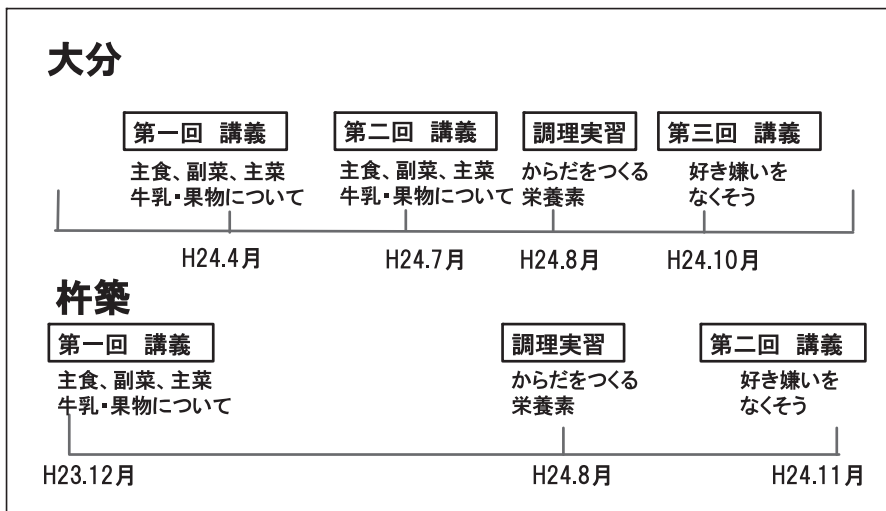 大分
第一回 講義 第二回 講義 調理実習 第三回 講義
主食、副菜、主菜 主食、副菜、主菜 からだをつくる 好き嫌いを
牛乳・果物について 牛乳・果物について 栄養素 なくそう
H24.4月 H24.7月 H24.8月 H24.10月
杵築
第一回 講義 調理実習 第二回 講義
主食、副菜、主菜 からだをつくる 好き嫌いを
牛乳・果物について 栄養素 なくそう
H23.12月 H24.8月 H24.11月